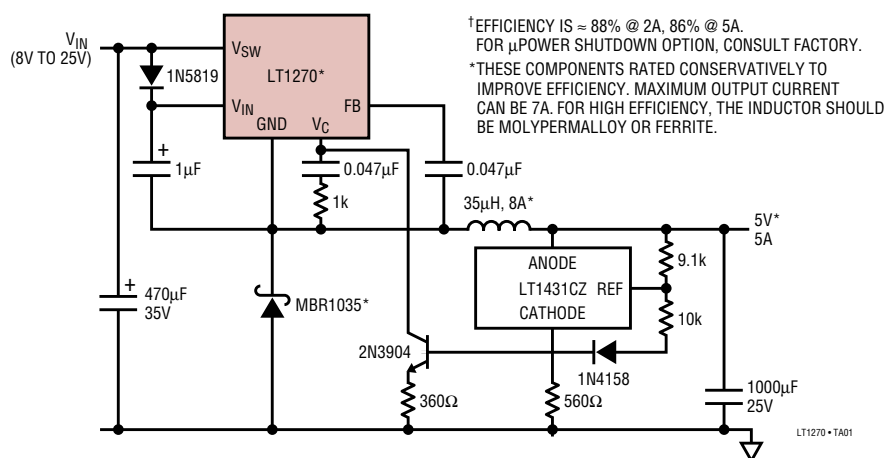 †EFFICIENCY IS ≈ 88% @ 2A, 86% @ 5A.
FOR µPOWER SHUTDOWN OPTION, CONSULT FACTORY.
*THESE COMPONENTS RATED CONSERVATIVELY TO
IMPROVE EFFICIENCY. MAXIMUM OUTPUT CURRENT
CAN BE 7A. FOR HIGH EFFICIENCY, THE INDUCTOR SHOULD
BE MOLYPERMALLOY OR FERRITE.
VIN
(8V TO 25V)
1N5819
VSW
LT1270*
VIN
FB
GND
VC
+
1µF
0.047µF
0.047µF
1k
35µH, 8A*
5V*
5A
ANODE
LT1431CZ REF
CATHODE
9.1k
10k
+
470µF
35V
MBR1035*
2N3904
1N4158
360Ω
560Ω
1000µF
25V
LT1270 • TA01